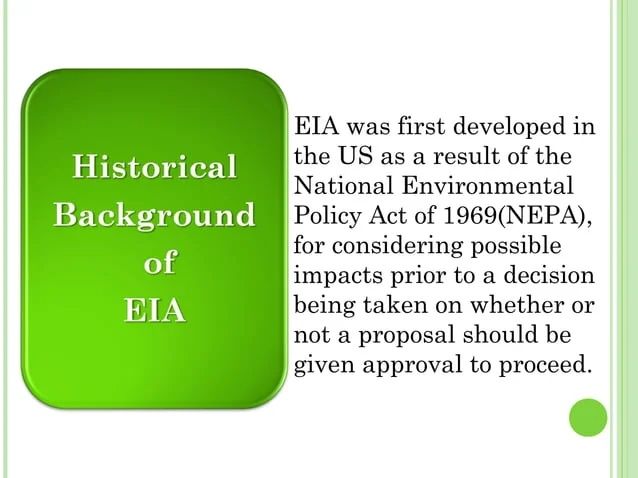 Historical
Background
of
EIA
EIA was first developed in
the US as a result of the
National Environmental
Policy Act of 1969(NEPA),
for considering possible
impacts prior to a decision
being taken on whether or
not a proposal should be
given approval to proceed.